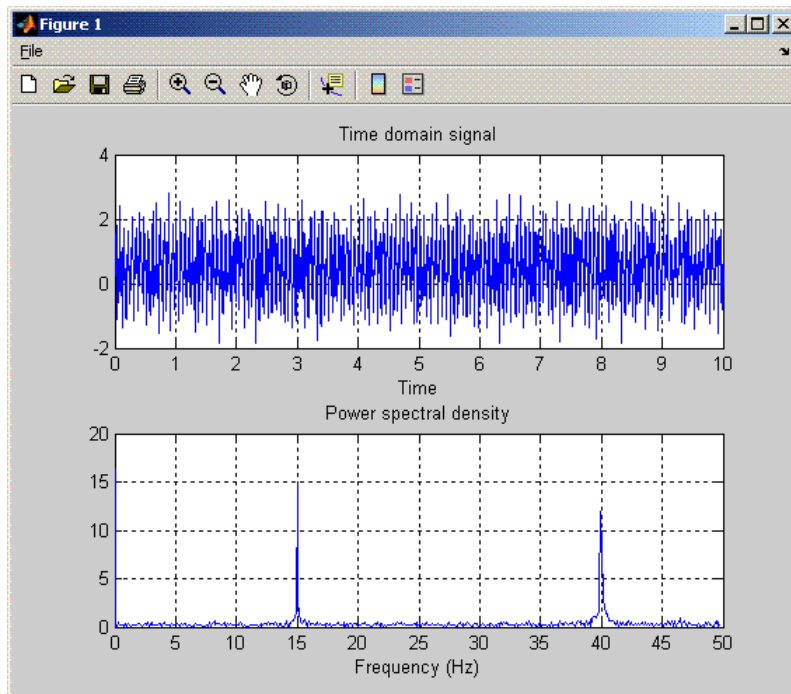 Figure 1
File
Time domain signal
4
2
0
-2
0 1 2 3 4 5 6 7 8 9 10
Time
Power spectral density
20
15
10
5
0
0 5 10 15 20 25 30 35 40 45 50
Frequency (Hz)